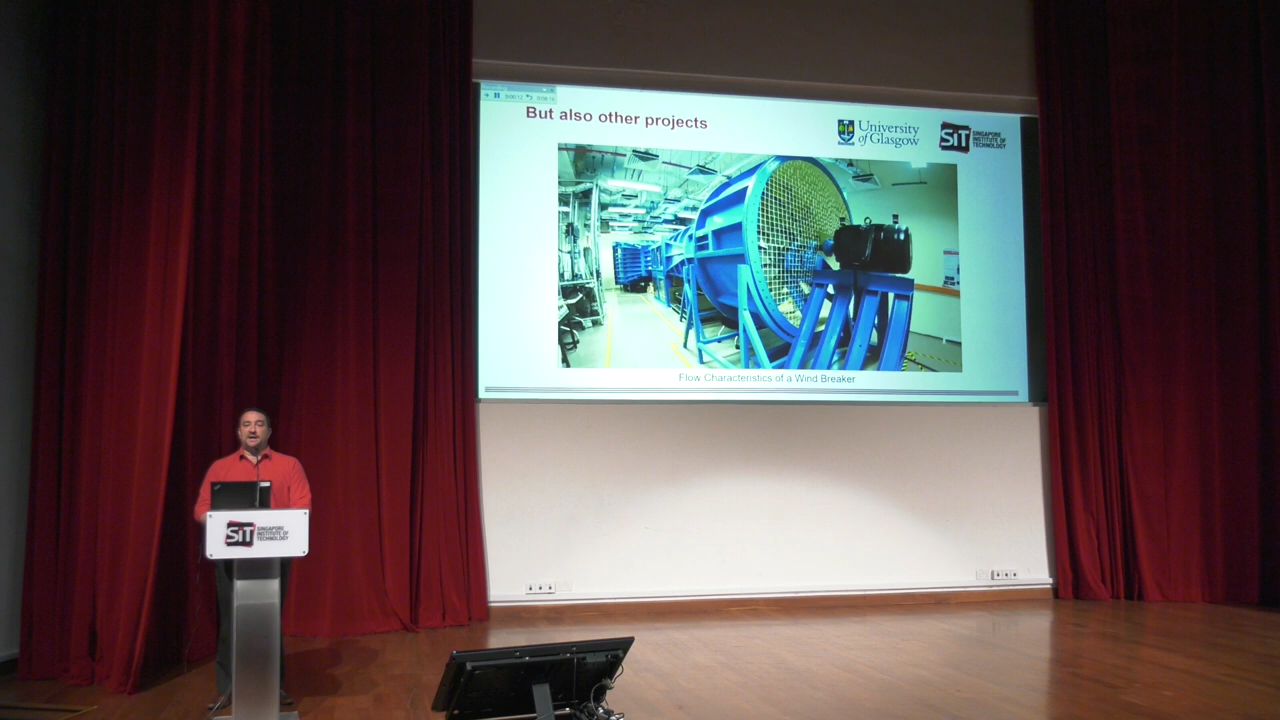 But also other projects
University
of Glasgow
SiT
SINGAPORE
INSTITUTE OF
TECHNOLOGY
Flow Characteristics of a Wind Breaker
SiT
SINGAPORE
INSTITUTE OF
TECHNOLOGY